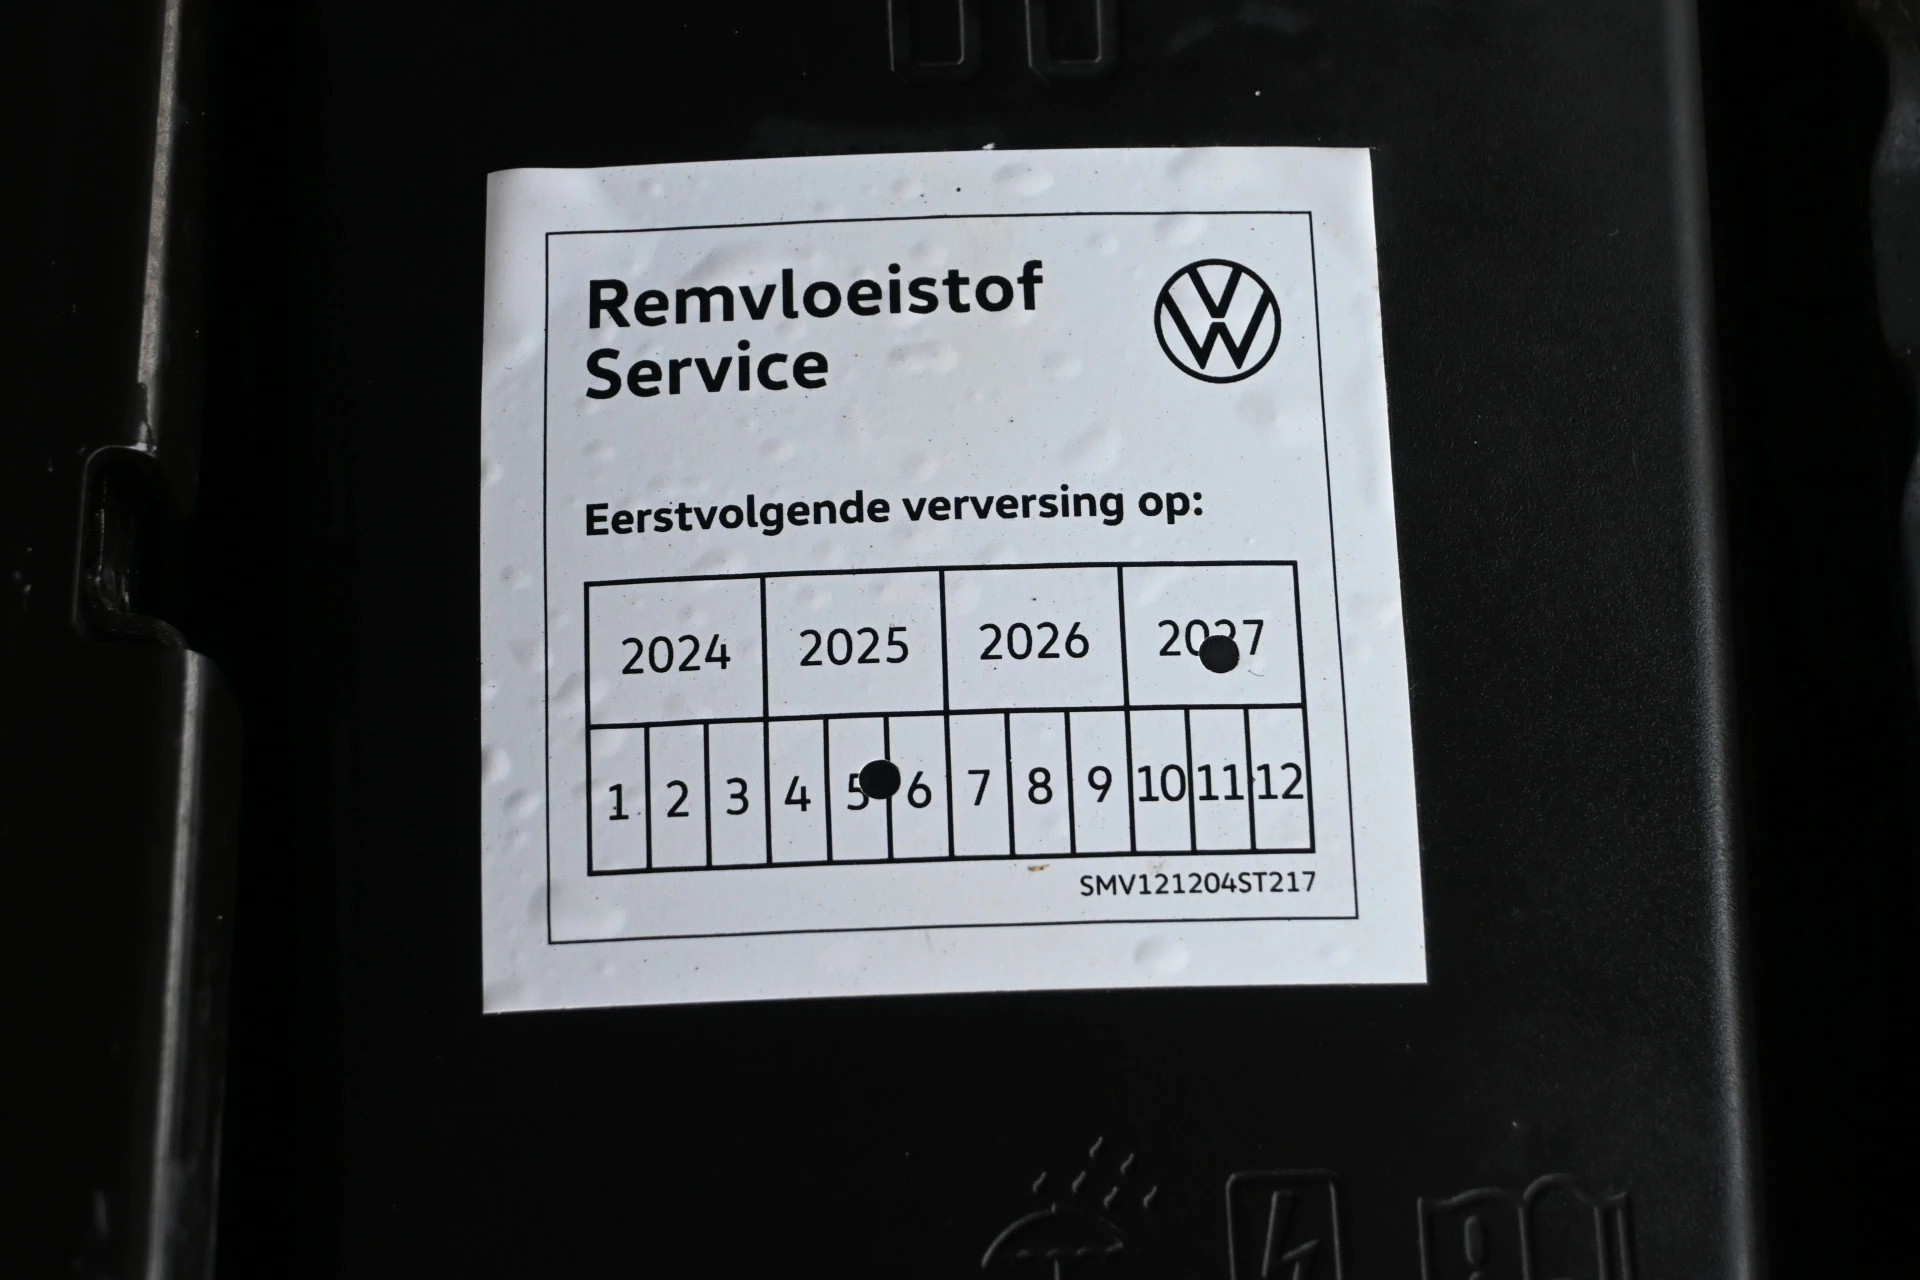 Remvloeistof
Service
Eerstvolgende verversing op:
2024 2025 2026 2027
1 2 3 4 5 6 7 8 9 10 11 12
SMV121204ST217